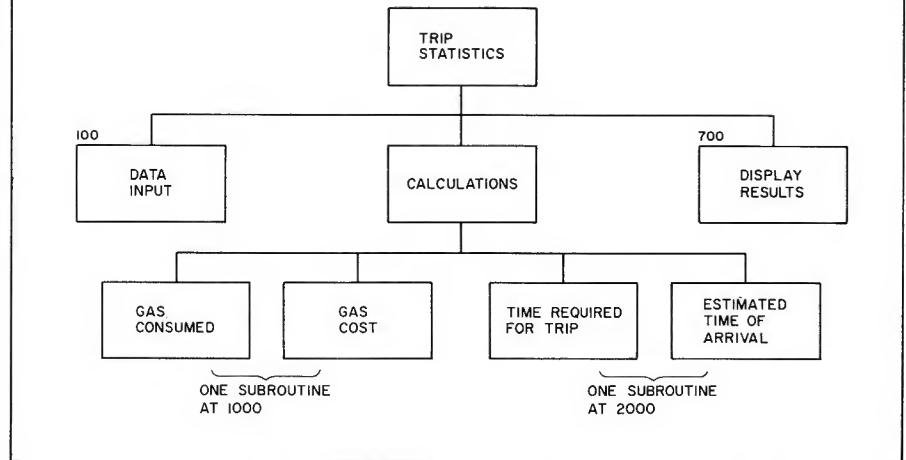 TRIP
STATISTICS
100
DATA
INPUT
CALCULATIONS
700
DISPLAY
RESULTS
GAS
CONSUMED
GAS
COST
TIME REQUIRED
FOR TRIP
ESTIMATED
TIME OF
ARRIVAL
ONE SUBROUTINE
AT 1000
ONE SUBROUTINE
AT 2000